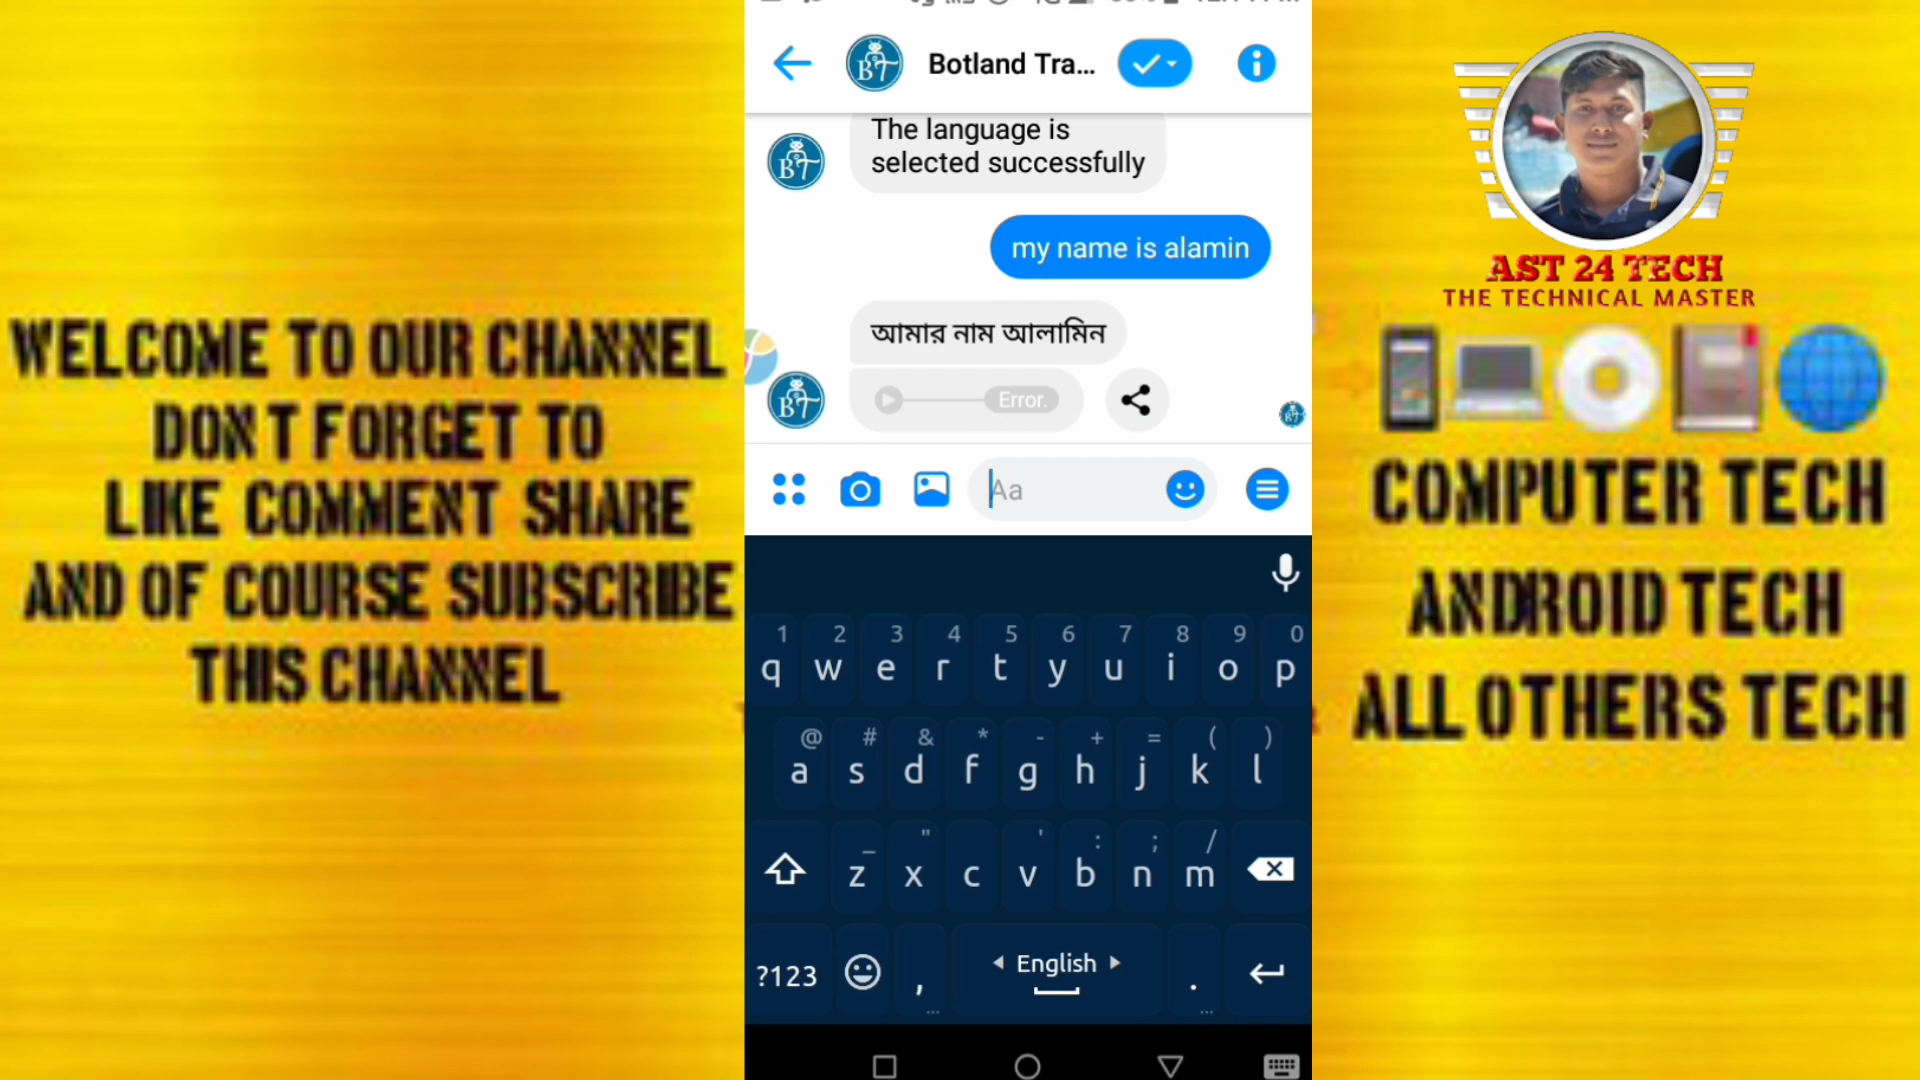 WELCOME TO OUR CHANNEL
DON T FORGET TO
LIKE COMMENT SHARE
AND OF COURSE SUBSCRIBE
THIS CHANNEL
Botland Tra...
The language is
selected successfully
my name is alamin
আমার নাম আলামিন
Error.
Aa
1 2 3 4 5 6 7 8 9 0
q w e r t y u i o p
@ # & * - + = ( )
a s d f g h j k l
_ " ' : ; /
z x c v b n m
?123 , English .
AST 24 TECH
THE TECHNICAL MASTER
COMPUTER TECH
ANDROID TECH
ALL OTHERS TECH